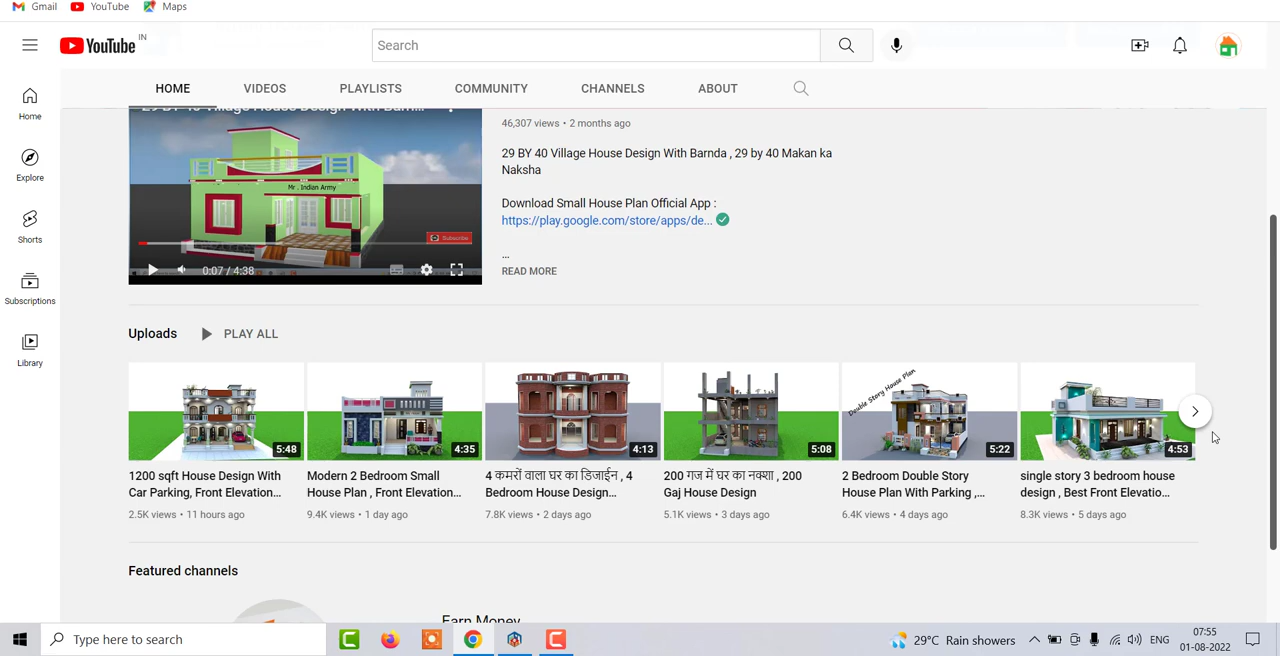 Gmail YouTube Maps
YouTube IN
Search
HOME VIDEOS PLAYLISTS COMMUNITY CHANNELS ABOUT
Home
Explore
Shorts
Subscriptions
Library
Mr . Indian Army
Subscribe
0:07 / 4:38
46,307 views • 2 months ago
29 BY 40 Village House Design With Barnda , 29 by 40 Makan ka
Naksha
Download Small House Plan Official App :
https://play.google.com/store/apps/de...
...
READ MORE
Uploads PLAY ALL
5:48
1200 sqft House Design With
Car Parking, Front Elevation...
2.5K views • 11 hours ago
4:35
Modern 2 Bedroom Small
House Plan , Front Elevation...
9.4K views • 1 day ago
4:13
4 कमरों वाला घर का डिजाईन , 4
Bedroom House Design...
7.8K views • 2 days ago
5:08
200 गज में घर का नक्शा , 200
Gaj House Design
5.1K views • 3 days ago
Double Story House Plan
5:22
2 Bedroom Double Story
House Plan With Parking ,...
6.4K views • 4 days ago
4:53
single story 3 bedroom house
design , Best Front Elevatio...
8.3K views • 5 days ago
Featured channels
Earn Money
Type here to search
29°C Rain showers
ENG
07:55
01-08-2022